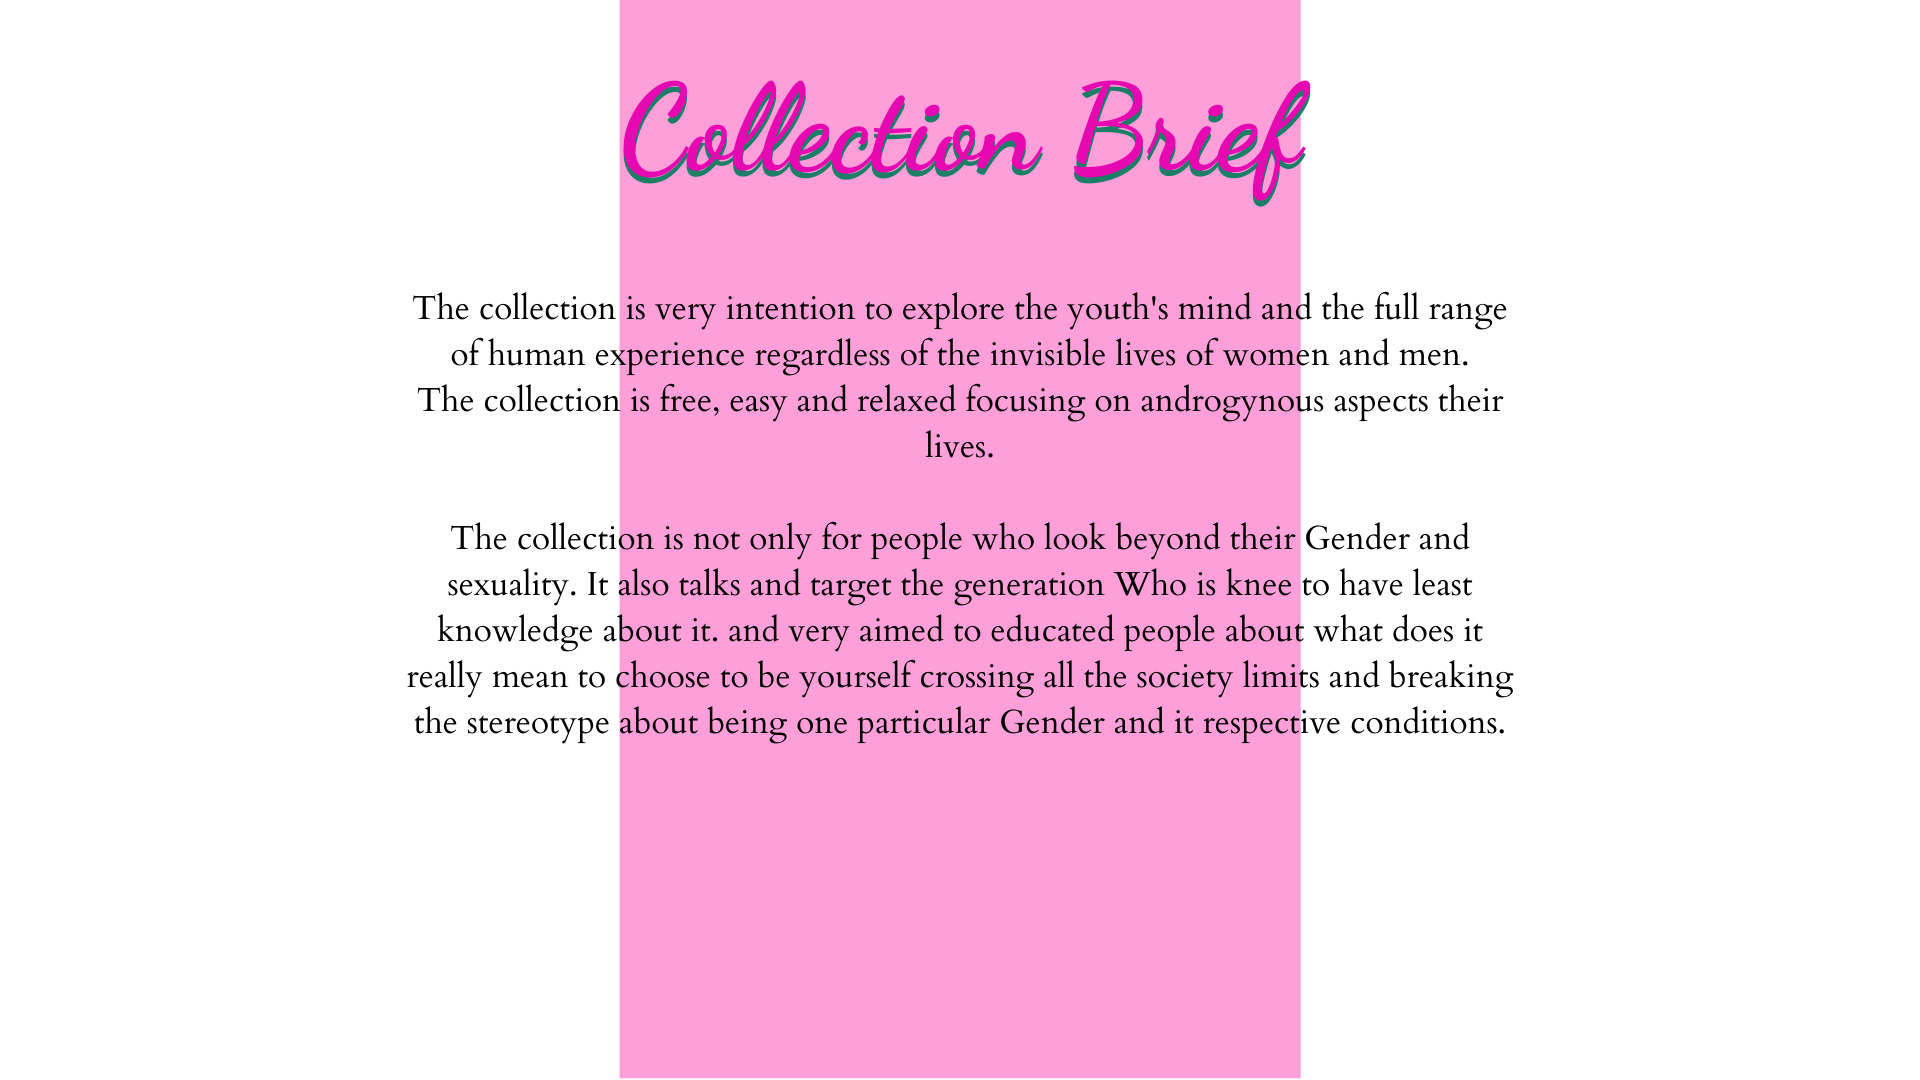 Collection Brief
The collection is very intention to explore the youth's mind and the full range
of human experience regardless of the invisible lives of women and men.
The collection is free, easy and relaxed focusing on androgynous aspects their
lives.
The collection is not only for people who look beyond their Gender and
sexuality. It also talks and target the generation Who is knee to have least
knowledge about it. and very aimed to educated people about what does it
really mean to choose to be yourself crossing all the society limits and breaking
the stereotype about being one particular Gender and it respective conditions.